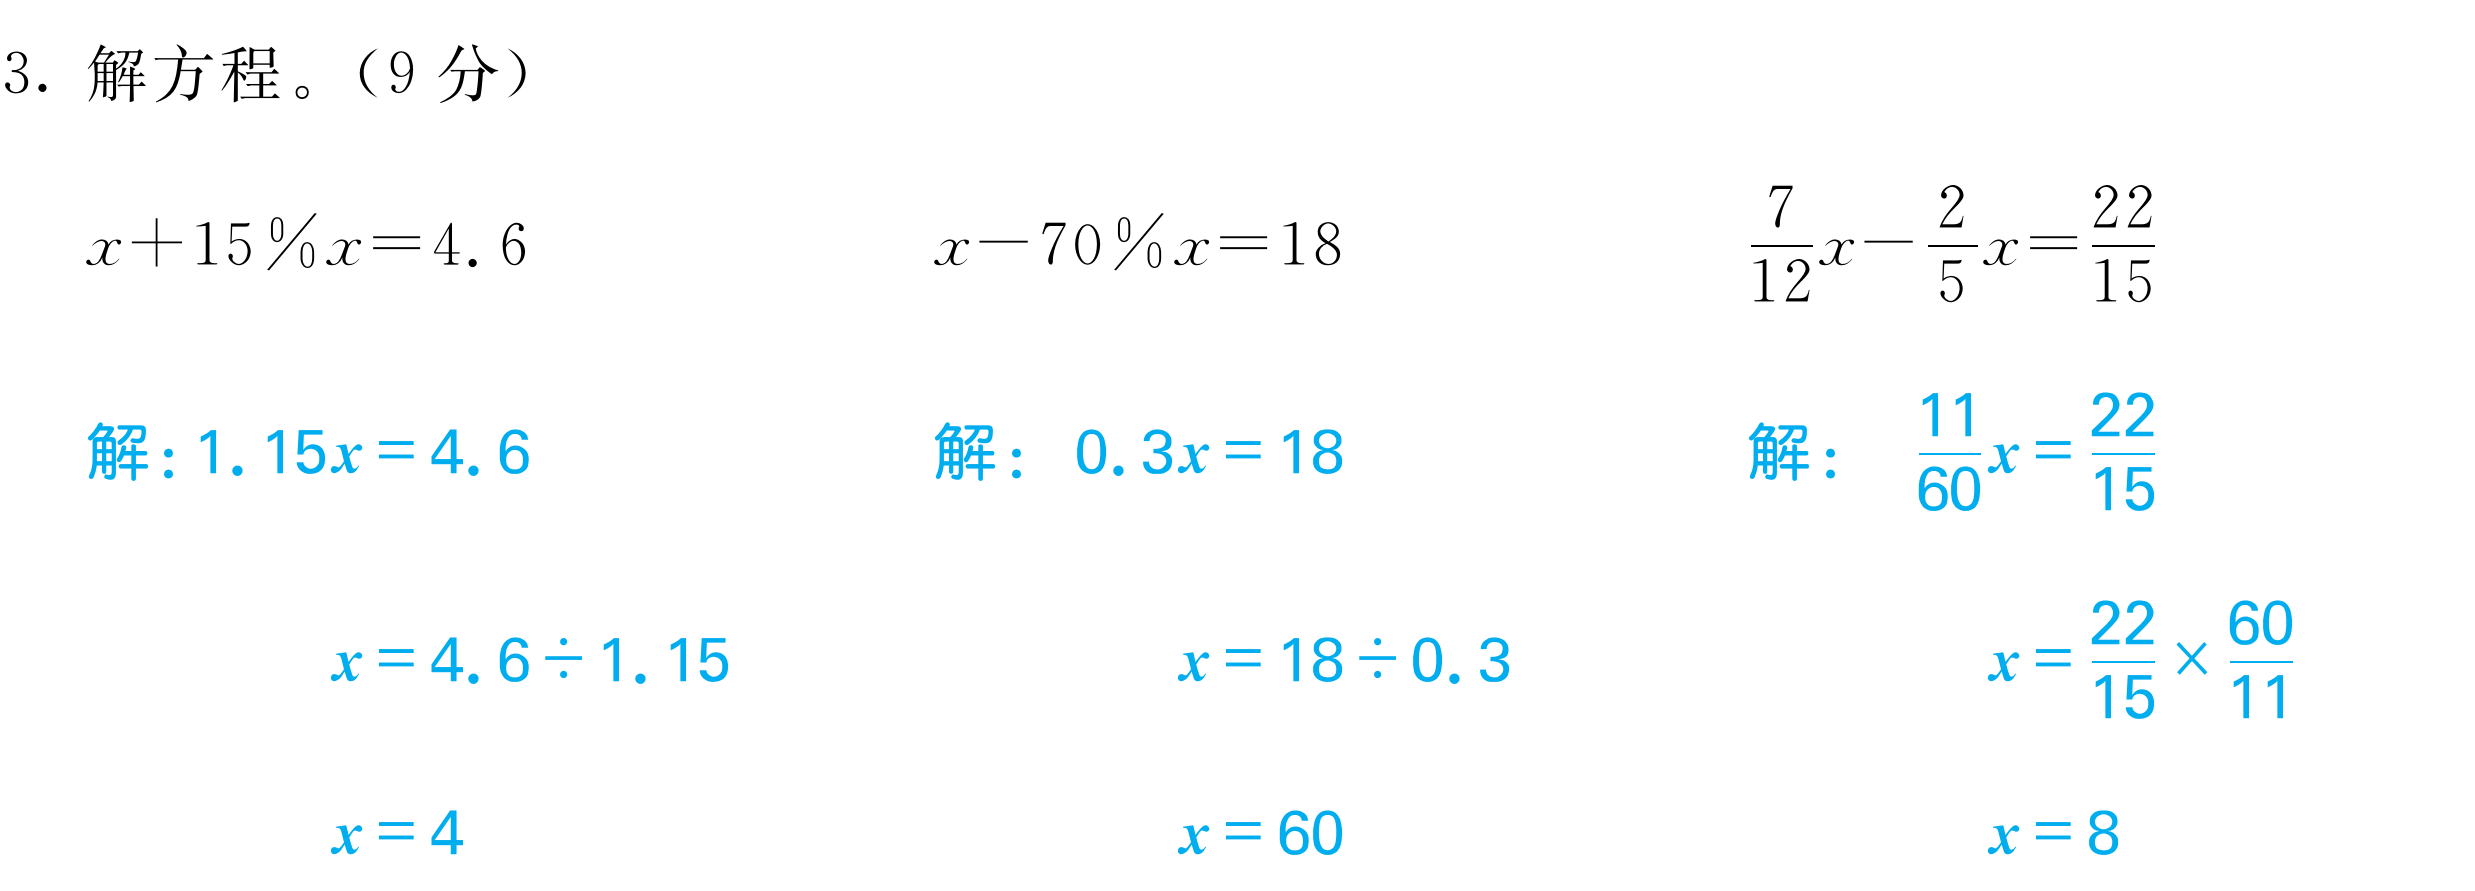 3. 解方程。(9 分)
x+15%x=4.6 x-70%x=18 7/12x-2/5x=22/15
解:1.15x=4.6 解: 0.3x=18 解: 11/60x=22/15
x=4.6÷1.15 x=18÷0.3 x=22/15×60/11
x=4 x=60 x=8